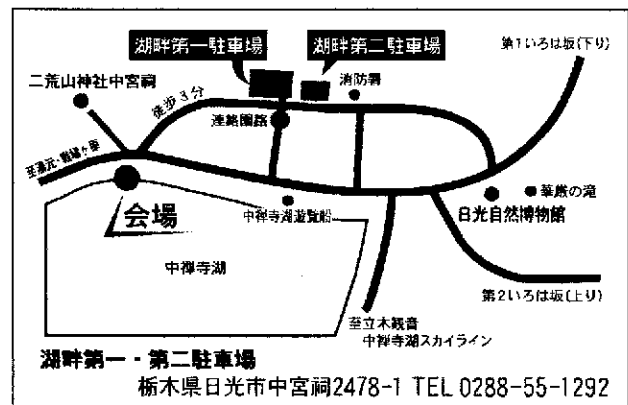 湖畔第一駐車場
湖畔第二駐車場
第1いろは坂(下り)
消防署
二荒山神社中宮祠
徒歩3分
連絡園路
至湯元・戦場ヶ原
会場
中禅寺湖遊覧船
華厳の滝
日光自然博物館
中禅寺湖
第2いろは坂(上り)
至立木観音
中禅寺湖スカイライン
湖畔第一・第二駐車場
栃木県日光市中宮祠2478-1 TEL 0288-55-1292